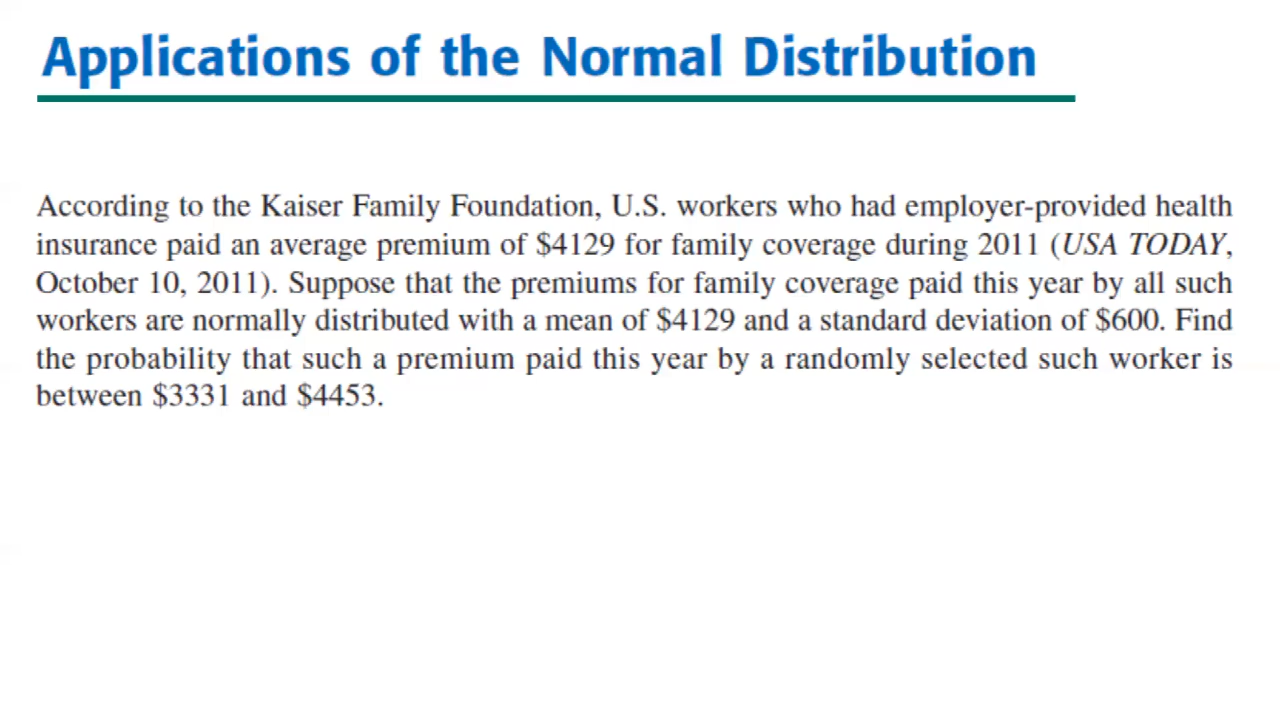 Applications of the Normal Distribution
According to the Kaiser Family Foundation, U.S. workers who had employer-provided health
insurance paid an average premium of $4129 for family coverage during 2011 (USA TODAY,
October 10, 2011). Suppose that the premiums for family coverage paid this year by all such
workers are normally distributed with a mean of $4129 and a standard deviation of $600. Find
the probability that such a premium paid this year by a randomly selected such worker is
between $3331 and $4453.